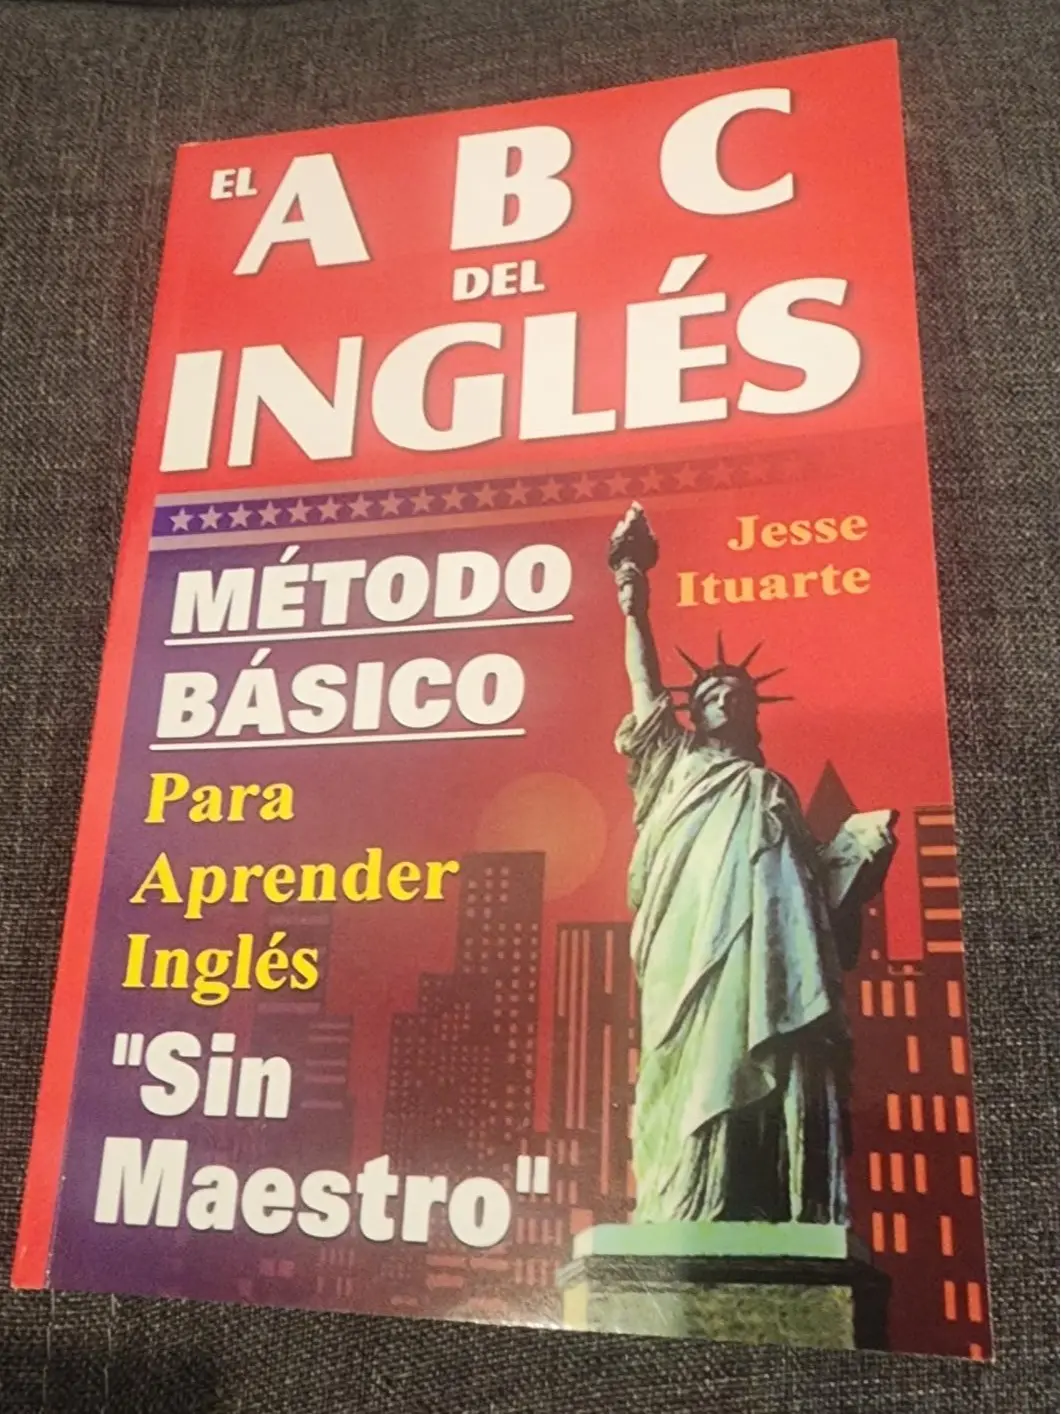 EL A B C
DEL
INGLÉS
Jesse
Ituarte
MÉTODO
BÁSICO
Para
Aprender
Inglés
"Sin
Maestro"